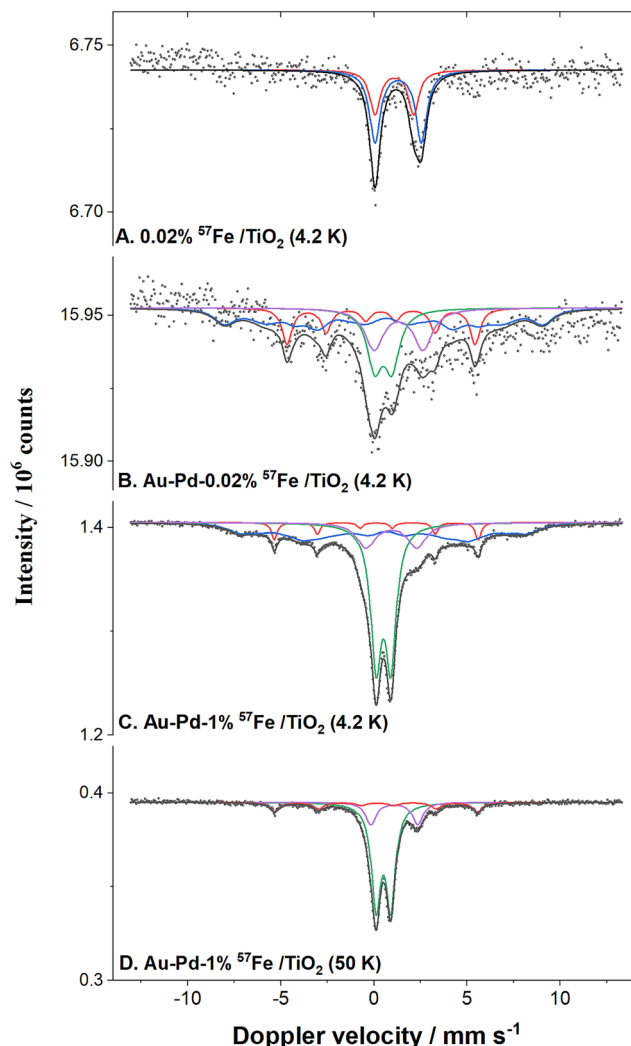 6.75
6.70
A. 0.02% ⁵⁷Fe /TiO₂ (4.2 K)
15.95
15.90
B. Au-Pd-0.02% ⁵⁷Fe /TiO₂ (4.2 K)
Intensity / 10⁶ counts
1.4
1.2
C. Au-Pd-1% ⁵⁷Fe /TiO₂ (4.2 K)
0.4
0.3
D. Au-Pd-1% ⁵⁷Fe /TiO₂ (50 K)
-10 -5 0 5 10
Doppler velocity / mm s⁻¹